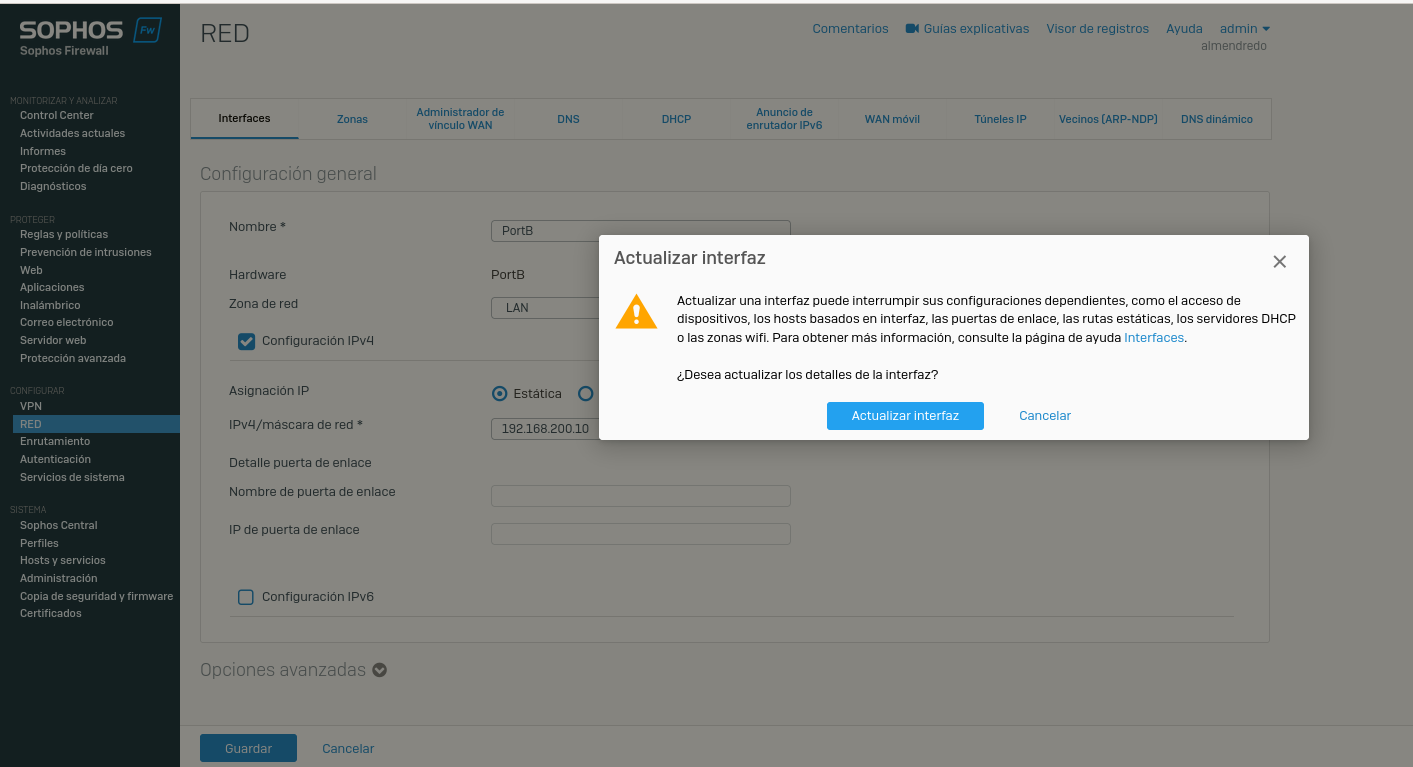 SOPHOS Fw
Sophos Firewall
MONITORIZAR Y ANALIZAR
Control Center
Actividades actuales
Informes
Protección de día cero
Diagnósticos
PROTEGER
Reglas y políticas
Prevención de intrusiones
Web
Aplicaciones
Inalámbrico
Correo electrónico
Servidor web
Protección avanzada
CONFIGURAR
VPN
RED
Enrutamiento
Autenticación
Servicios de sistema
SISTEMA
Sophos Central
Perfiles
Hosts y servicios
Administración
Copia de seguridad y firmware
Certificados
RED
Comentarios Guías explicativas Visor de registros Ayuda admin
almendredo
Interfaces Zonas Administrador de vínculo WAN DNS DHCP Anuncio de enrutador IPv6 WAN móvil Túneles IP Vecinos (ARP-NDP) DNS dinámico
Configuración general
Nombre * PortB
Hardware PortB
Zona de red LAN
Configuración IPv4
Asignación IP Estática
IPv4/máscara de red * 192.168.200.10
Detalle puerta de enlace
Nombre de puerta de enlace
IP de puerta de enlace
Configuración IPv6
Opciones avanzadas
Guardar Cancelar
Actualizar interfaz
Actualizar una interfaz puede interrumpir sus configuraciones dependientes, como el acceso de
dispositivos, los hosts basados en interfaz, las puertas de enlace, las rutas estáticas, los servidores DHCP
o las zonas wifi. Para obtener más información, consulte la página de ayuda Interfaces.
¿Desea actualizar los detalles de la interfaz?
Actualizar interfaz Cancelar